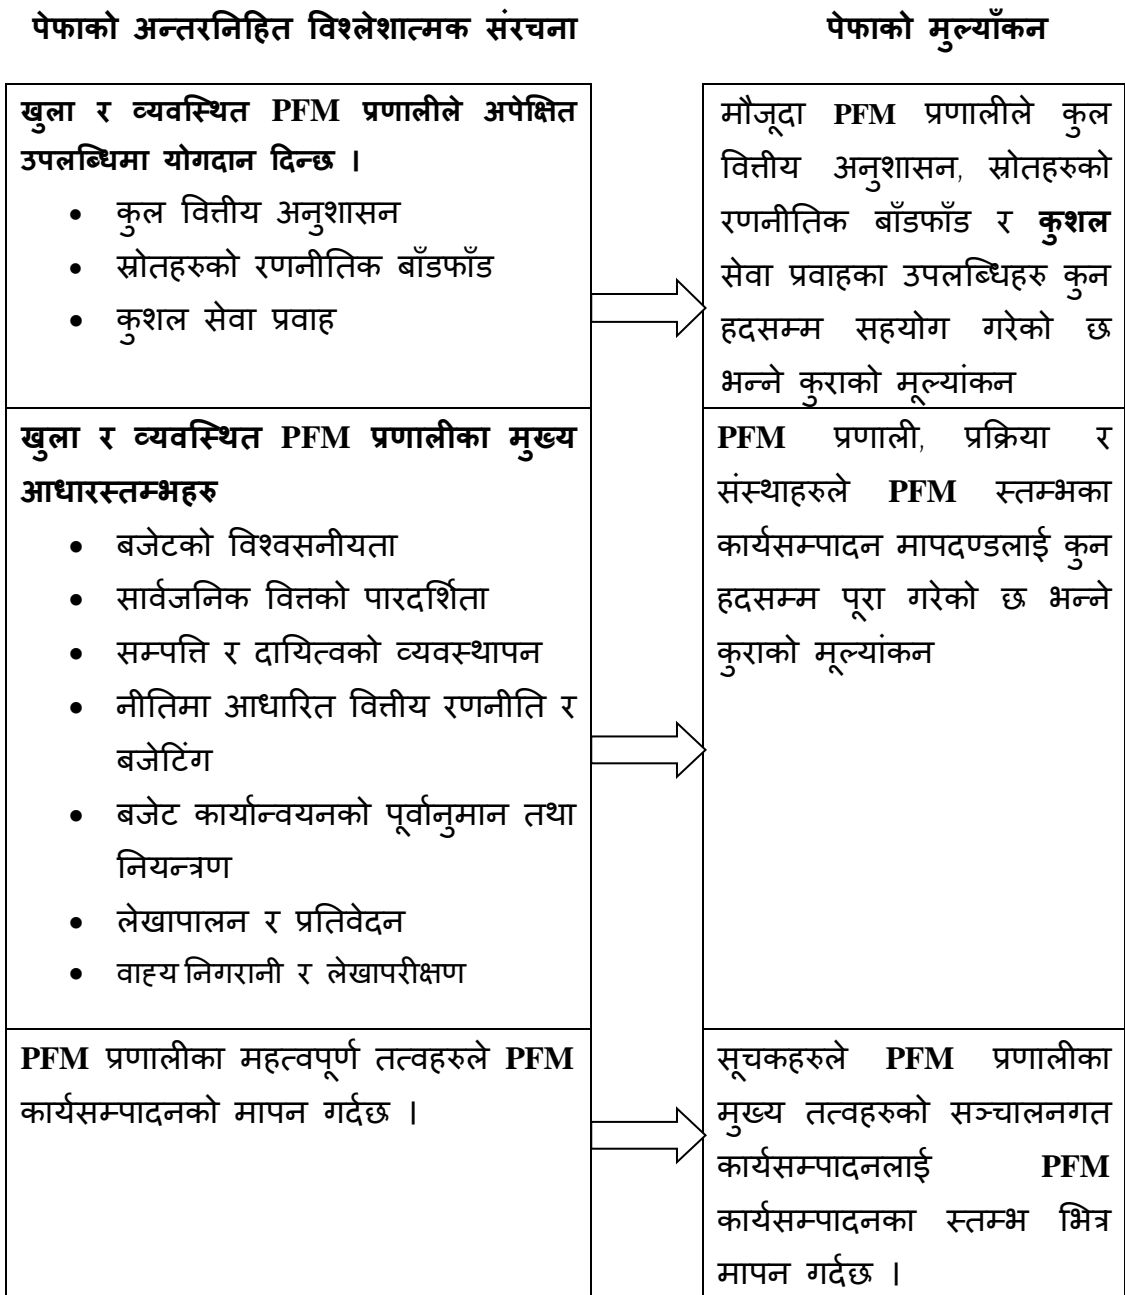 पेफाको अन्तरनिहित विश्लेशात्मक संरचना
पेफाको मुल्याँकन
खुला र व्यवस्थित PFM प्रणालीले अपेक्षित
उपलब्धिमा योगदान दिन्छ ।
• कुल वित्तीय अनुशासन
• स्रोतहरुको रणनीतिक बाँडफाँड
• कुशल सेवा प्रवाह
मौजूदा PFM प्रणालीले कुल
वित्तीय अनुशासन, स्रोतहरुको
रणनीतिक बाँडफाँड र कुशल
सेवा प्रवाहका उपलब्धिहरु कुन
हदसम्म सहयोग गरेको छ
भन्ने कुराको मूल्यांकन
खुला र व्यवस्थित PFM प्रणालीका मुख्य
आधारस्तम्भहरु
• बजेटको विश्वसनीयता
• सार्वजनिक वित्तको पारदर्शिता
• सम्पत्ति र दायित्वको व्यवस्थापन
• नीतिमा आधारित वित्तीय रणनीति र
बजेटिंग
• बजेट कार्यान्वयनको पूर्वानुमान तथा
नियन्त्रण
• लेखापालन र प्रतिवेदन
• वाह्य निगरानी र लेखापरीक्षण
PFM प्रणाली, प्रक्रिया र
संस्थाहरुले PFM स्तम्भका
कार्यसम्पादन मापदण्डलाई कुन
हदसम्म पूरा गरेको छ भन्ने
कुराको मूल्यांकन
PFM प्रणालीका महत्वपूर्ण तत्वहरुले PFM
कार्यसम्पादनको मापन गर्दछ ।
सूचकहरुले PFM प्रणालीका
मुख्य तत्वहरुको सञ्चालनगत
कार्यसम्पादनलाई PFM
कार्यसम्पादनका स्तम्भ भित्र
मापन गर्दछ ।